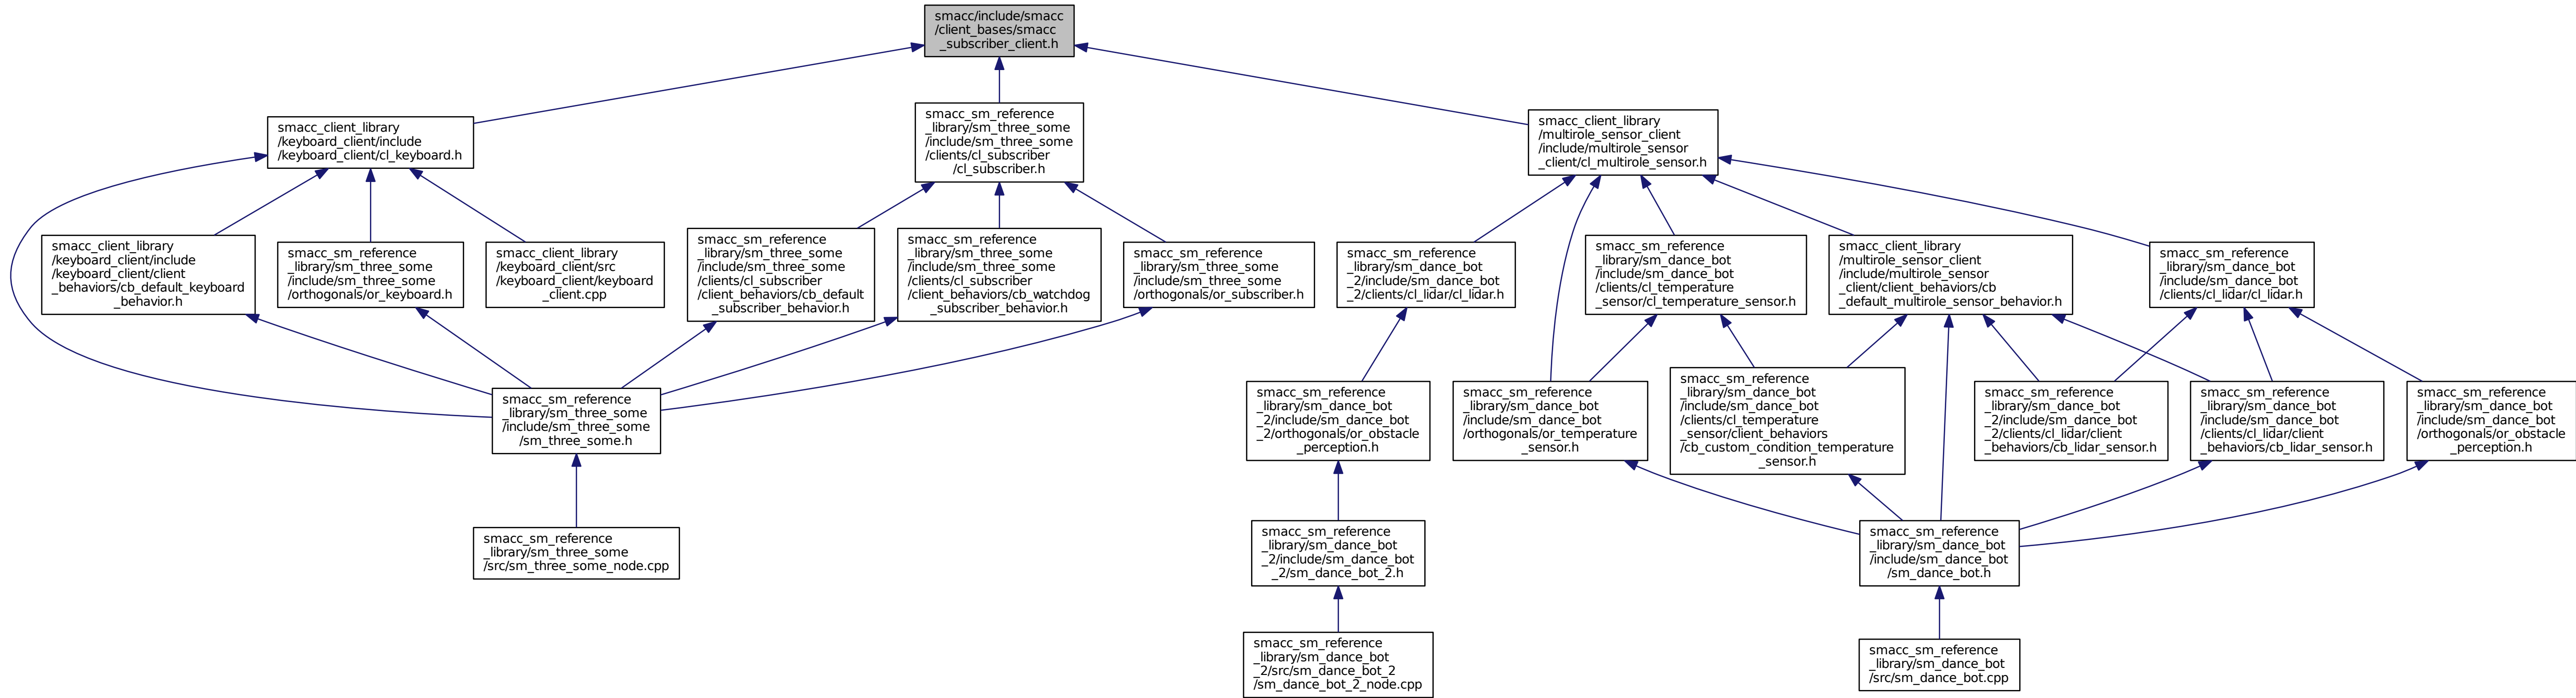 smacc/include/smacc
/client_bases/smacc
_subscriber_client.h
smacc_client_library
/keyboard_client/include
/keyboard_client/cl_keyboard.h
smacc_sm_reference
_library/sm_three_some
/include/sm_three_some
/clients/cl_subscriber
/cl_subscriber.h
smacc_client_library
/multirole_sensor_client
/include/multirole_sensor
_client/cl_multirole_sensor.h
smacc_client_library
/keyboard_client/include
/keyboard_client/client
_behaviors/cb_default_keyboard
_behavior.h
smacc_sm_reference
_library/sm_three_some
/include/sm_three_some
/orthogonals/or_keyboard.h
smacc_client_library
/keyboard_client/src
/keyboard_client/keyboard
_client.cpp
smacc_sm_reference
_library/sm_three_some
/include/sm_three_some
/clients/cl_subscriber
/client_behaviors/cb_default
_subscriber_behavior.h
smacc_sm_reference
_library/sm_three_some
/include/sm_three_some
/clients/cl_subscriber
/client_behaviors/cb_watchdog
_subscriber_behavior.h
smacc_sm_reference
_library/sm_three_some
/include/sm_three_some
/orthogonals/or_subscriber.h
smacc_sm_reference
_library/sm_dance_bot
_2/include/sm_dance_bot
_2/clients/cl_lidar/cl_lidar.h
smacc_sm_reference
_library/sm_dance_bot
/include/sm_dance_bot
/clients/cl_temperature
_sensor/cl_temperature_sensor.h
smacc_client_library
/multirole_sensor_client
/include/multirole_sensor
_client/client_behaviors/cb
_default_multirole_sensor_behavior.h
smacc_sm_reference
_library/sm_dance_bot
/include/sm_dance_bot
/clients/cl_lidar/cl_lidar.h
smacc_sm_reference
_library/sm_three_some
/include/sm_three_some
/sm_three_some.h
smacc_sm_reference
_library/sm_dance_bot
_2/include/sm_dance_bot
_2/orthogonals/or_obstacle
_perception.h
smacc_sm_reference
_library/sm_dance_bot
/include/sm_dance_bot
/orthogonals/or_temperature
_sensor.h
smacc_sm_reference
_library/sm_dance_bot
/include/sm_dance_bot
/clients/cl_temperature
_sensor/client_behaviors
/cb_custom_condition_temperature
_sensor.h
smacc_sm_reference
_library/sm_dance_bot
_2/include/sm_dance_bot
_2/clients/cl_lidar/client
_behaviors/cb_lidar_sensor.h
smacc_sm_reference
_library/sm_dance_bot
/include/sm_dance_bot
/clients/cl_lidar/client
_behaviors/cb_lidar_sensor.h
smacc_sm_reference
_library/sm_dance_bot
/include/sm_dance_bot
/orthogonals/or_obstacle
_perception.h
smacc_sm_reference
_library/sm_three_some
/src/sm_three_some_node.cpp
smacc_sm_reference
_library/sm_dance_bot
_2/include/sm_dance_bot
_2/sm_dance_bot_2.h
smacc_sm_reference
_library/sm_dance_bot
/include/sm_dance_bot
/sm_dance_bot.h
smacc_sm_reference
_library/sm_dance_bot
_2/src/sm_dance_bot_2
/sm_dance_bot_2_node.cpp
smacc_sm_reference
_library/sm_dance_bot
/src/sm_dance_bot.cpp